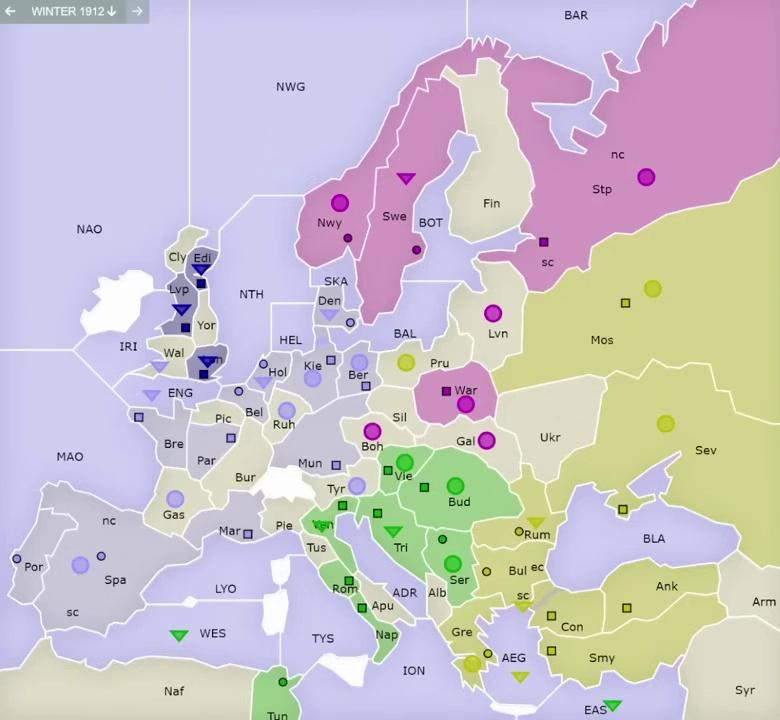 ← WINTER 1912↓ →
BAR
NWG
nc
Stp
Nwy
Swe
Fin
BOT
NAO
Cly
Edi
sc
SKA
Lvp
NTH
Den
Yor
Lvn
Mos
IRI
HEL
BAL
Wal
Hol
Kie
Ber
Pru
ENG
Bel
War
Pic
Ruh
Sil
Ukr
Bre
Boh
Gal
Sev
MAO
Par
Mun
Bur
Vie
Tyr
Bud
nc
Gas
Mar
Pie
Rum
BLA
Tus
Tri
Por
Spa
Ser
Bul
ec
LYO
Rom
ADR
Alb
sc
Ank
Arm
sc
Apu
Con
WES
TYS
Nap
Gre
AEG
Smy
ION
Naf
Syr
Tun
EAS